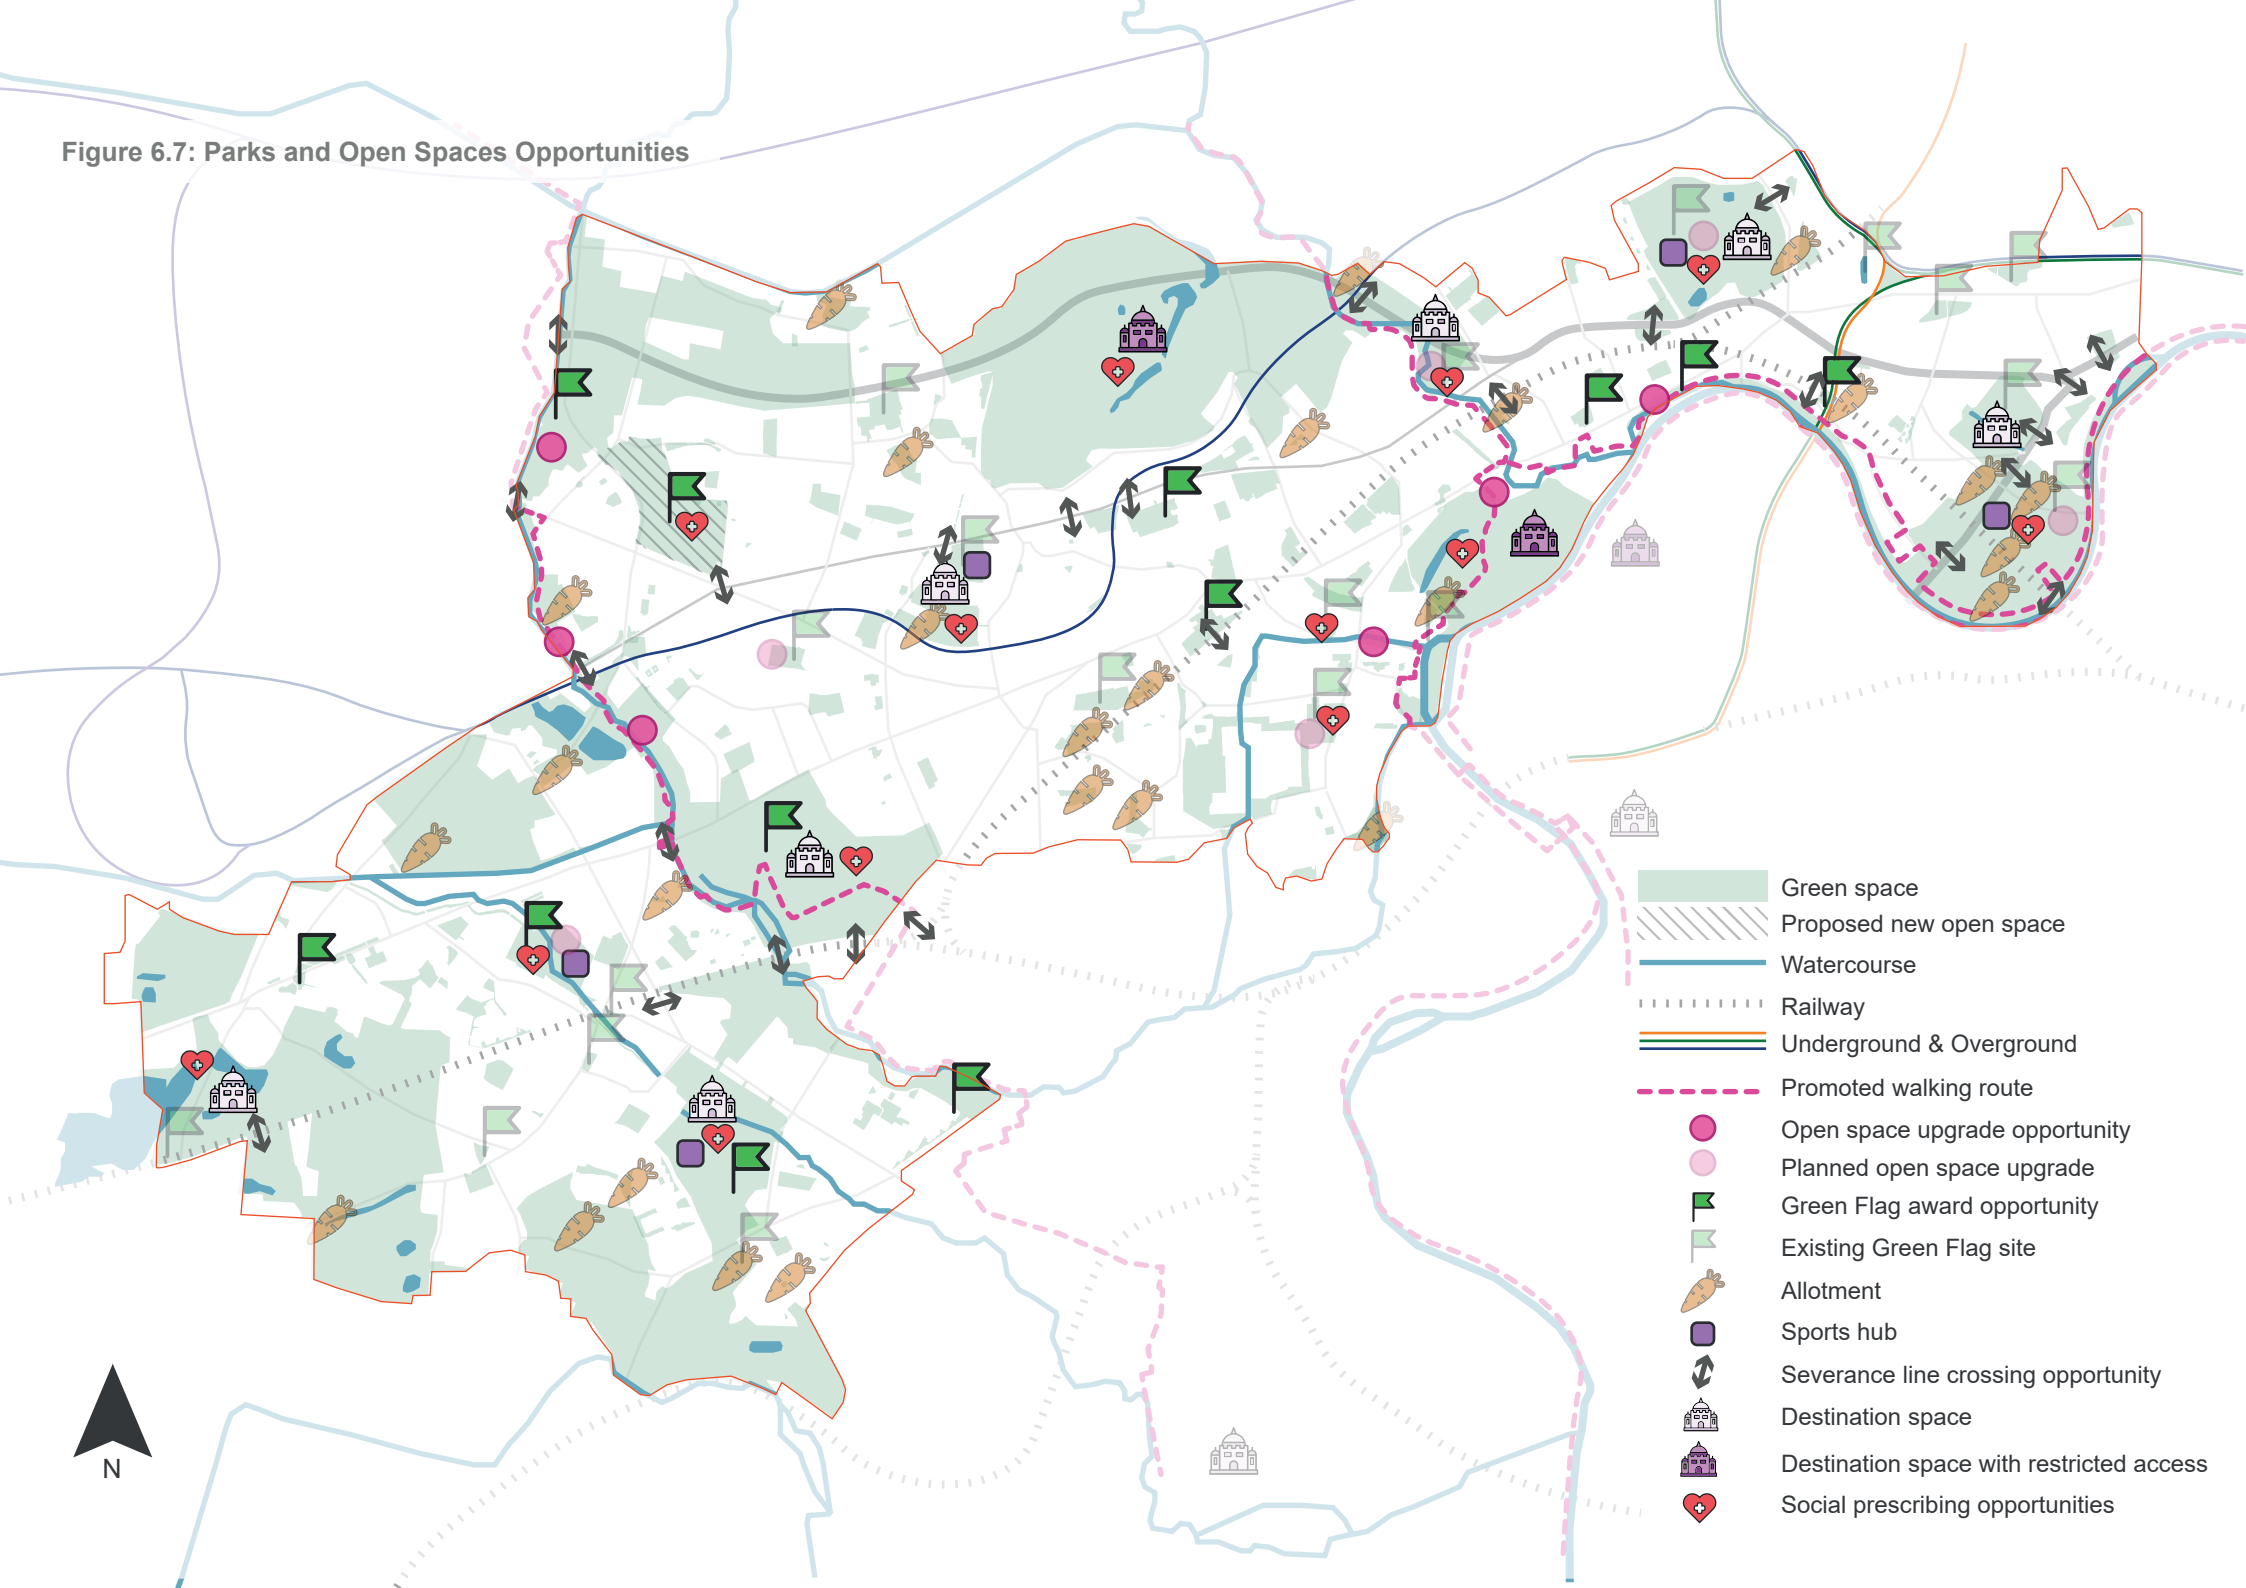 Figure 6.7: Parks and Open Spaces Opportunities
Green space
Proposed new open space
Watercourse
Railway
Underground & Overground
Promoted walking route
Open space upgrade opportunity
Planned open space upgrade
Green Flag award opportunity
Existing Green Flag site
Allotment
Sports hub
Severance line crossing opportunity
Destination space
Destination space with restricted access
Social prescribing opportunities
N